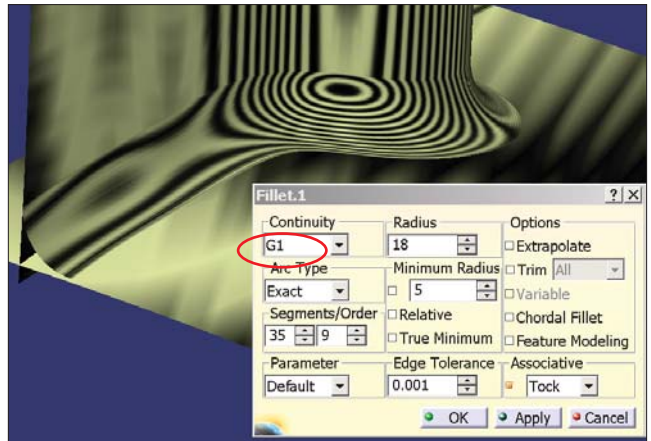 Fillet.1 ? X
Continuity Radius Options
G1 18 Extrapolate
Arc Type Minimum Radius Trim All
Exact 5 Variable
Segments/Order Relative Chordal Fillet
35 9 True Minimum Feature Modeling
Parameter Edge Tolerance Associative
Default 0.001 Tock
OK Apply Cancel